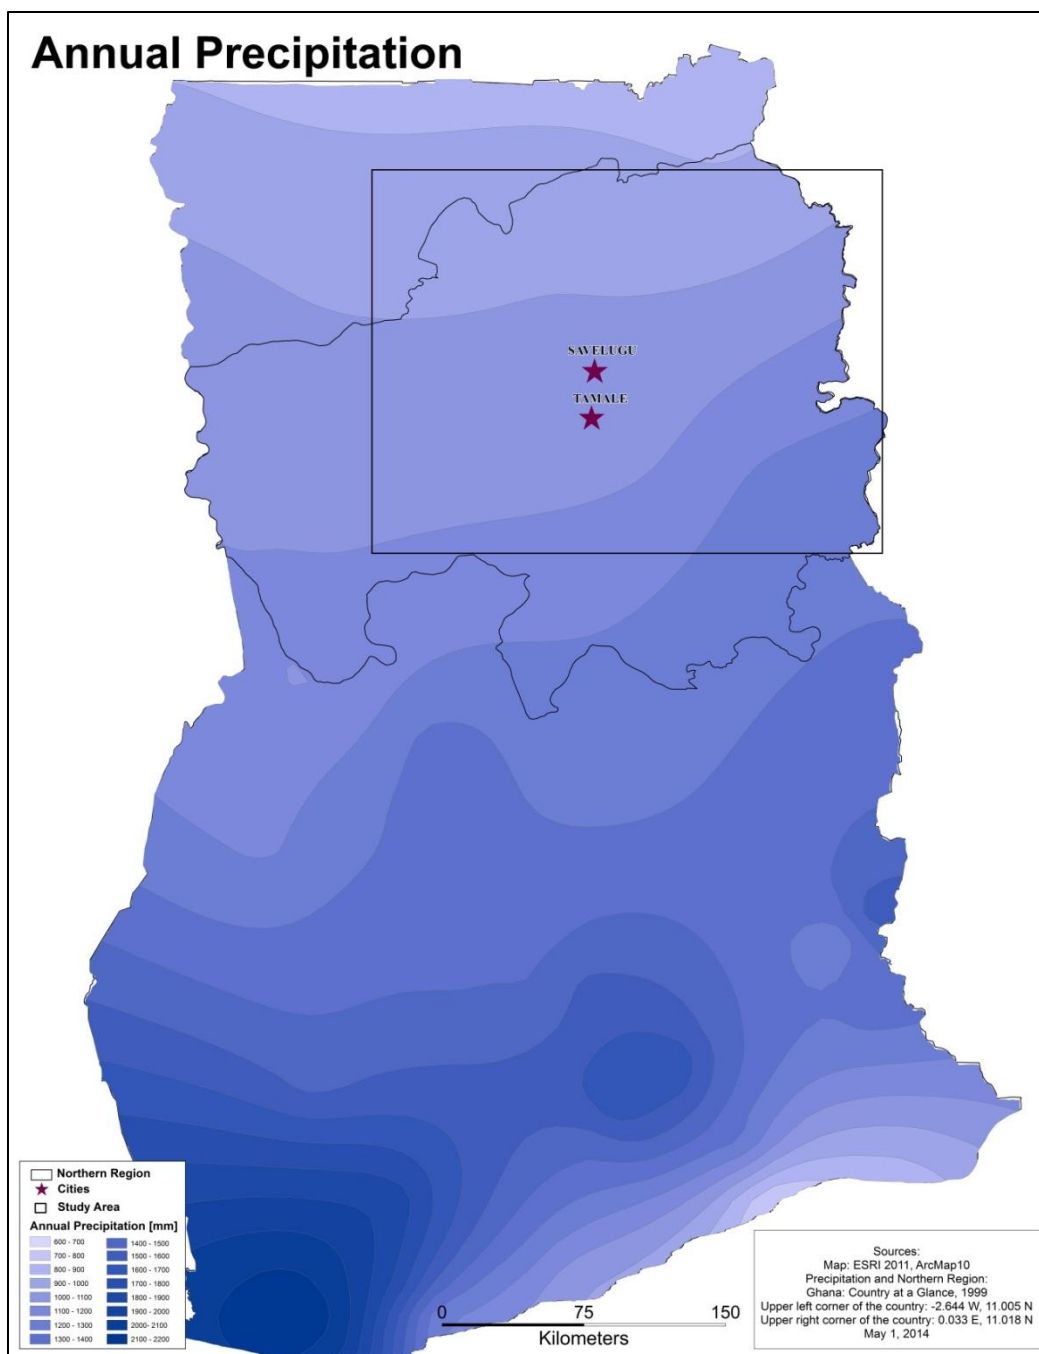 Annual Precipitation
SAVELUGU
TAMALE
Northern Region
Cities
Study Area
Annual Precipitation [mm]
600 - 700
700 - 800
800 - 900
900 - 1000
1000 - 1100
1100 - 1200
1200 - 1300
1300 - 1400
1400 - 1500
1500 - 1600
1600 - 1700
1700 - 1800
1800 - 1900
1900 - 2000
2000- 2100
2100 - 2200
0 75 150
Kilometers
Sources:
Map: ESRI 2011, ArcMap10
Precipitation and Northern Region:
Ghana: Country at a Glance, 1999
Upper left corner of the country: -2.644 W, 11.005 N
Upper right corner of the country: 0.033 E, 11.018 N
May 1, 2014